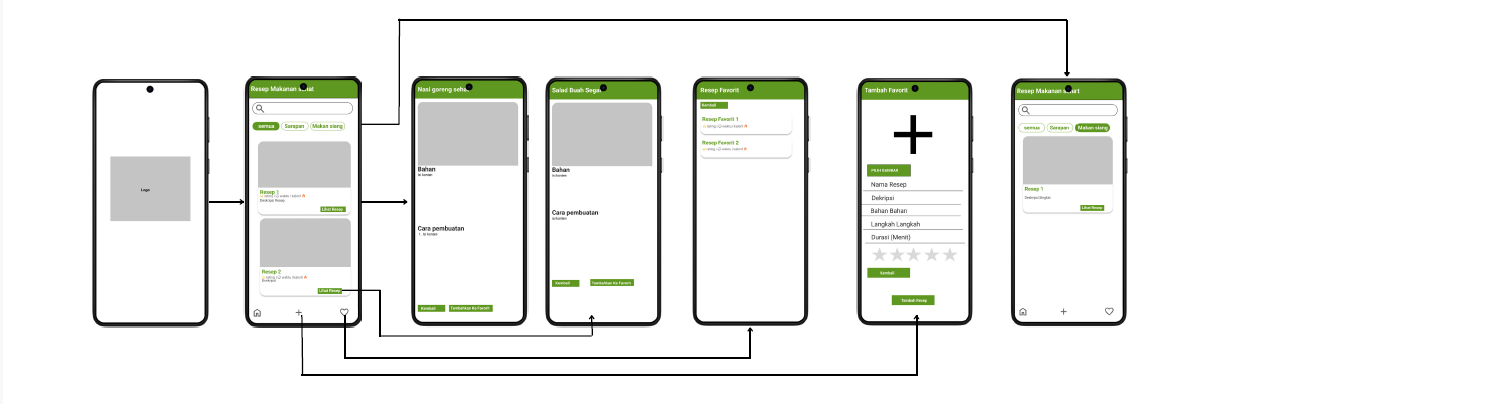 Logo
Resep Makanan sehat
semua
Sarapan
Makan siang
Resep 1
rating | waktu | kalori
Deskripsi Resep
Lihat Resep
Resep 2
rating | waktu | kalori
Deskripsi
Lihat Resep
Nasi goreng sehat
Bahan
isi konten
Cara pembuatan
1. isi konten
Kembali
Tambahkan Ke Favorit
Salad Buah Segar
Bahan
isi konten
Cara pembuatan
isi konten
Kembali
Tambahkan Ke Favorit
Resep Favorit
Kembali
Resep Favorit 1
rating | waktu | kalori
Resep Favorit 2
rating | waktu | kalori
Tambah Favorit
PILIH GAMBAR
Nama Resep
Dekripsi
Bahan Bahan
Langkah Langkah
Durasi (Menit)
Kembali
Tambah Resep
Resep Makanan
semua
Sarapan
Makan siang
Resep 1
Deskripsi Singkat
Lihat Resep